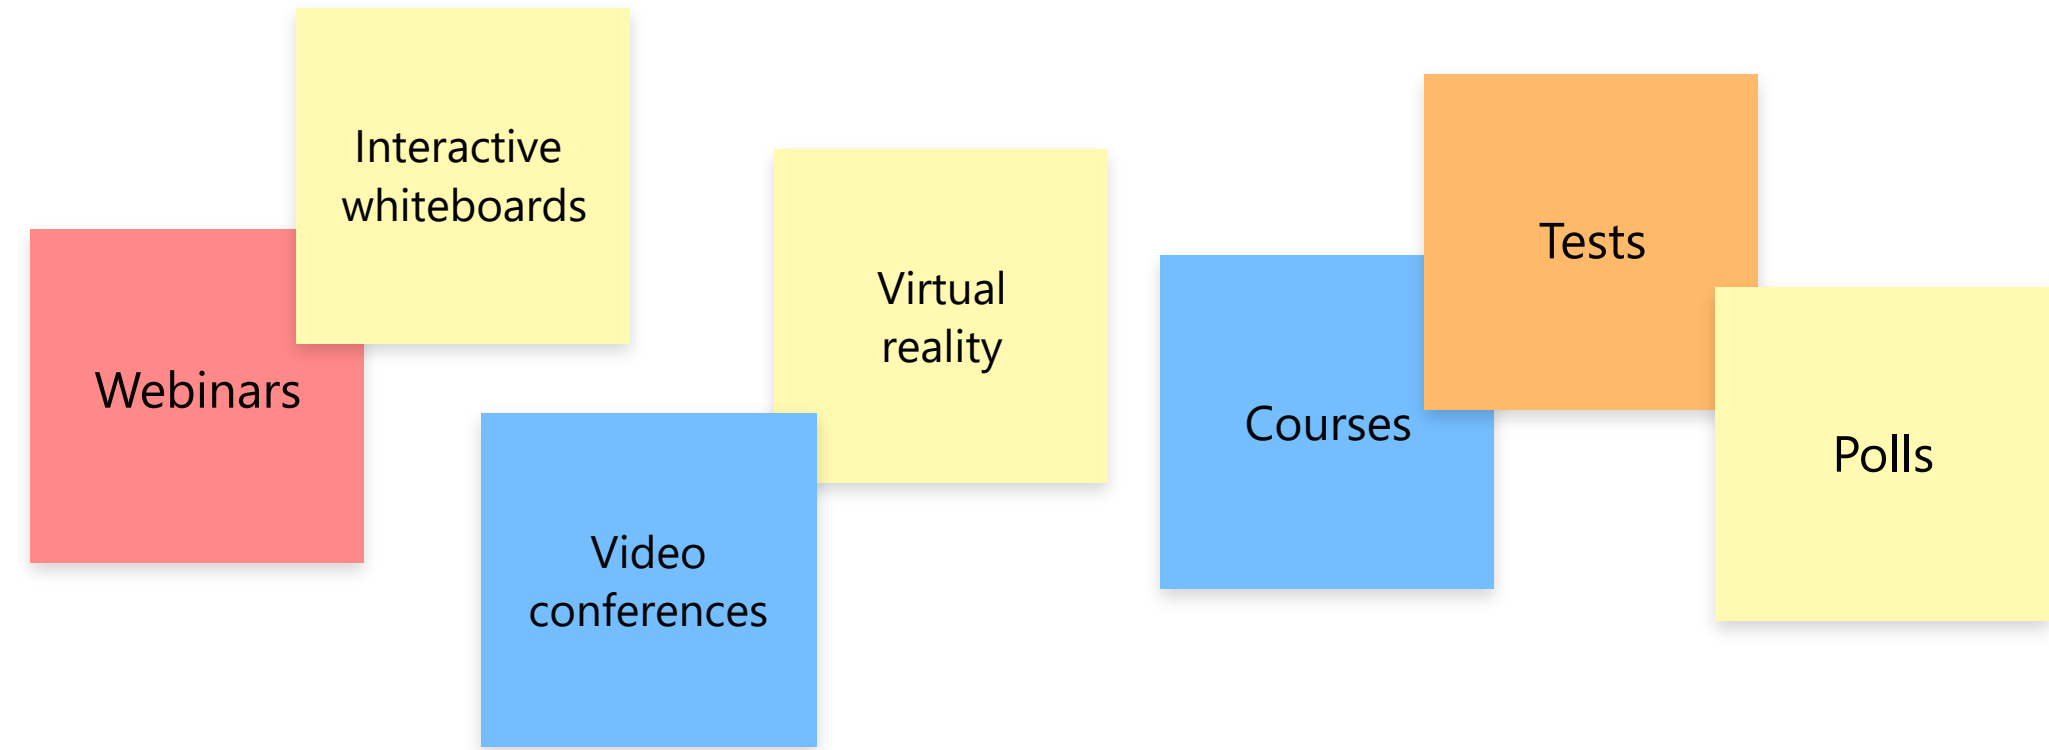 Webinars
Interactive
whiteboards
Video
conferences
Virtual
reality
Courses
Tests
Polls